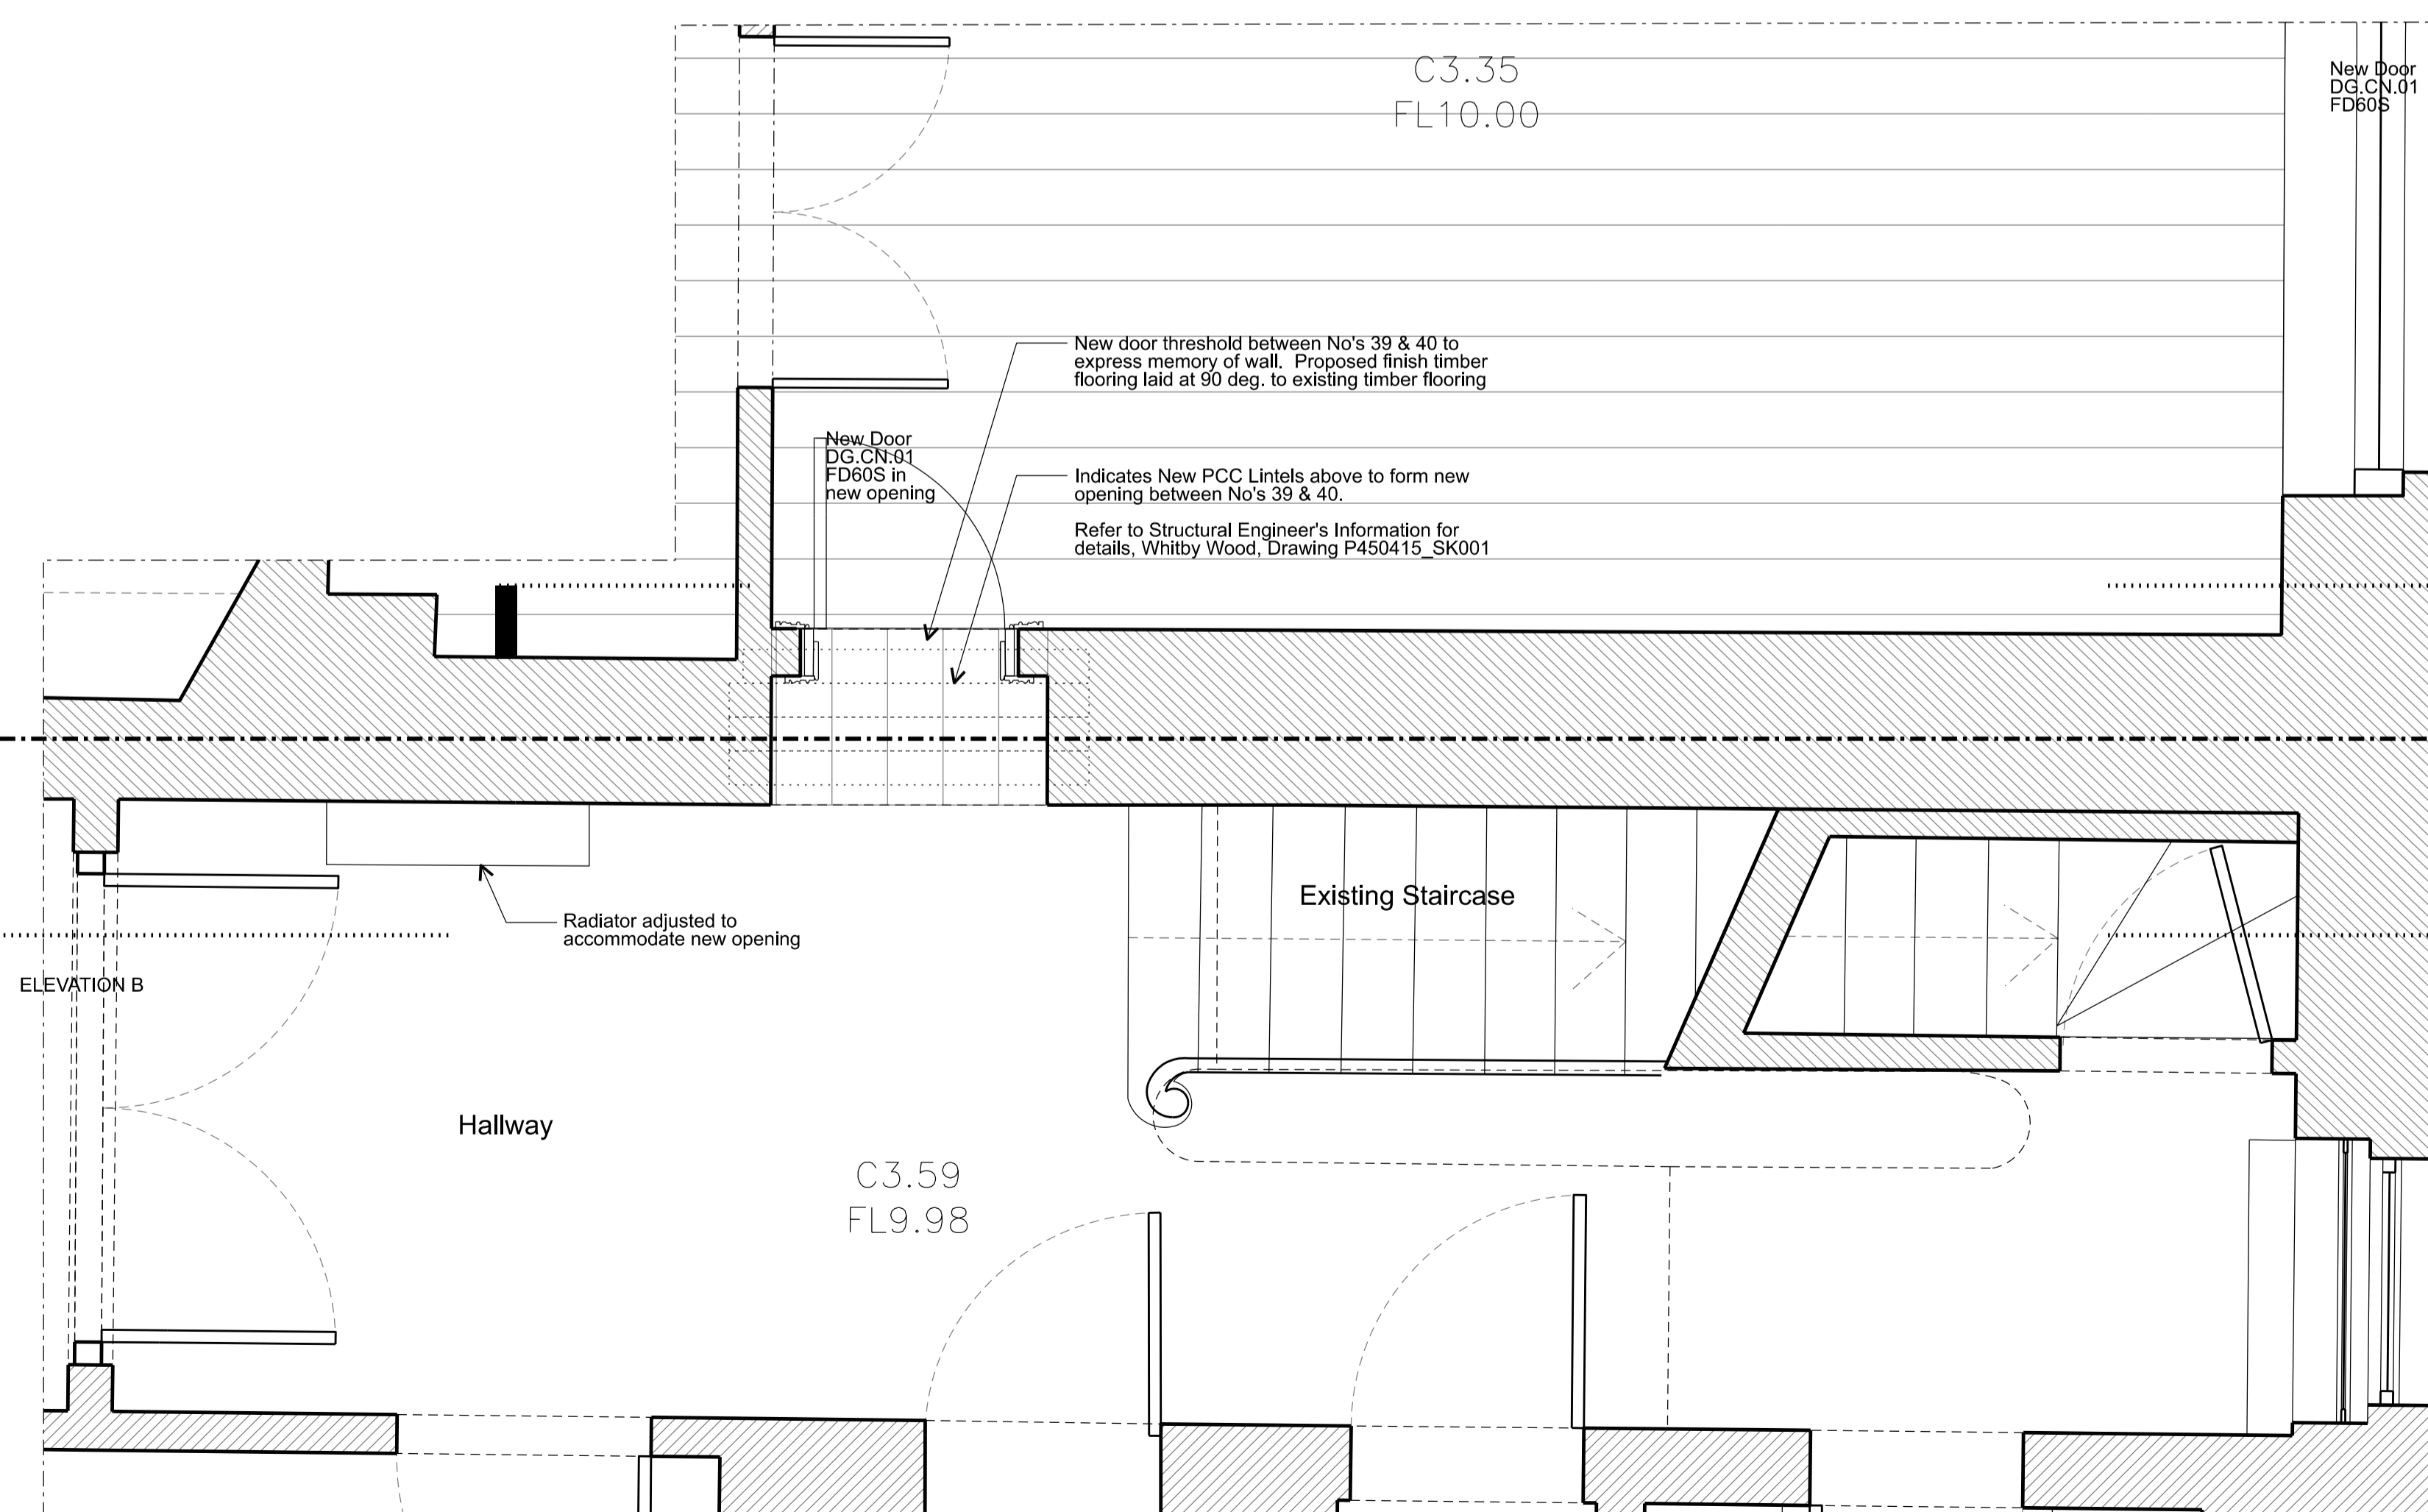 C3.35
FL10.00
New Door
DG.CN.01
FD60S
New door threshold between No's 39 & 40 to
express memory of wall.  Proposed finish timber
flooring laid at 90 deg. to existing timber flooring
New Door
DG.CN.01
FD60S in
new opening
Indicates New PCC Lintels above to form new
opening between No's 39 & 40.
Refer to Structural Engineer's Information for
details, Whitby Wood, Drawing P450415_SK001
Existing Staircase
Radiator adjusted to
accommodate new opening
ELEVATION B
Hallway
C3.59
FL9.98